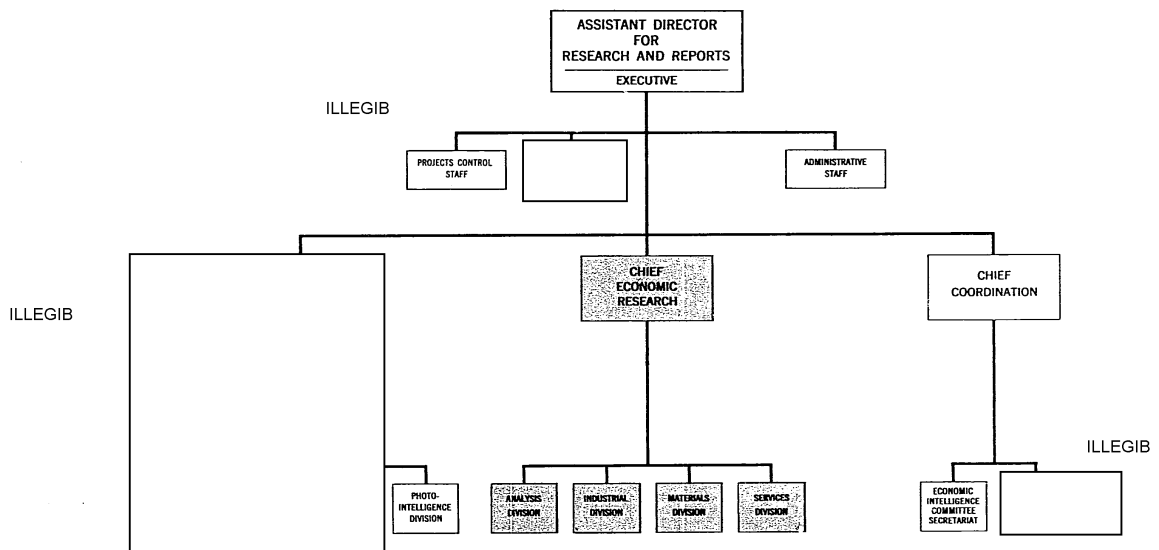 ASSISTANT DIRECTOR
FOR
RESEARCH AND REPORTS
EXECUTIVE
ILLEGIB
PROJECTS CONTROL
STAFF
ADMINISTRATIVE
STAFF
ILLEGIB
CHIEF
ECONOMIC
RESEARCH
CHIEF
COORDINATION
ILLEGIB
PHOTO-
INTELLIGENCE
DIVISION
ANALYSIS
DIVISION
INDUSTRIAL
DIVISION
MATERIALS
DIVISION
SERVICES
DIVISION
ECONOMIC
INTELLIGENCE
COMMITTEE
SECRETARIAT